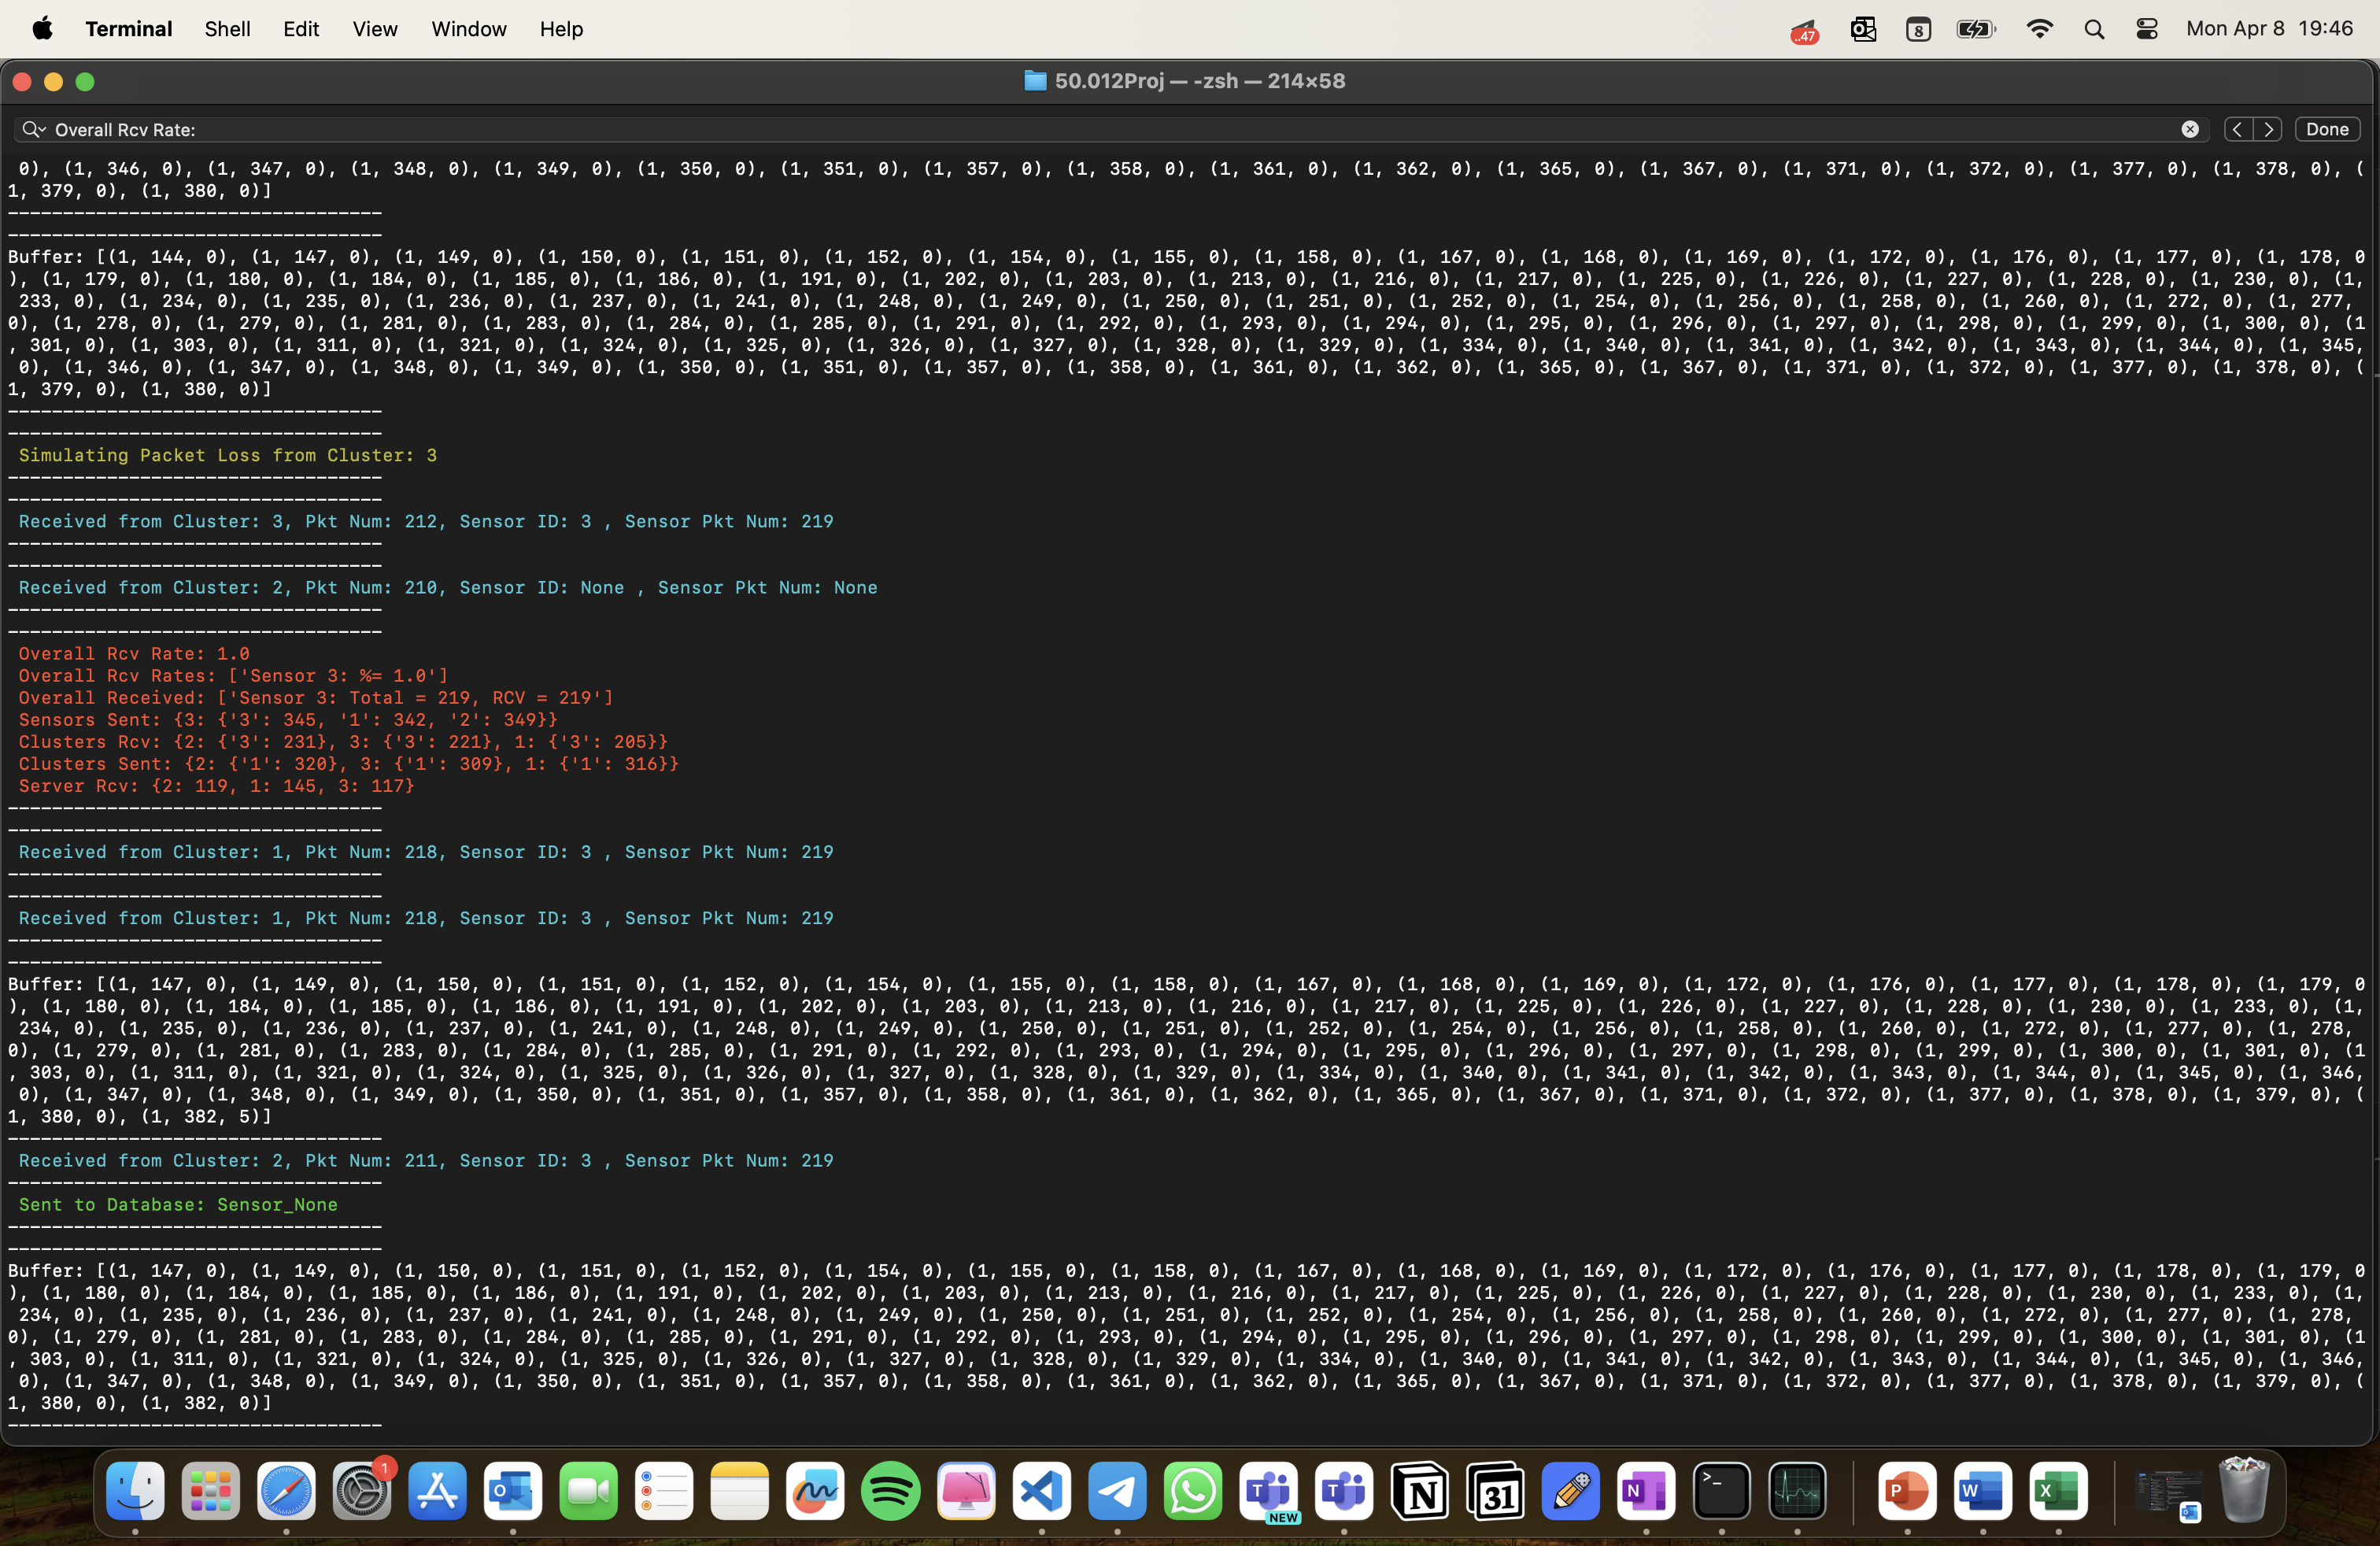 Terminal Shell Edit View Window Help ..47 8 Mon Apr 8 19:46
50.012Proj — -zsh — 214×58
Overall Rcv Rate: Done
 0), (1, 346, 0), (1, 347, 0), (1, 348, 0), (1, 349, 0), (1, 350, 0), (1, 351, 0), (1, 357, 0), (1, 358, 0), (1, 361, 0), (1, 362, 0), (1, 365, 0), (1, 367, 0), (1, 371, 0), (1, 372, 0), (1, 377, 0), (1, 378, 0), (
1, 379, 0), (1, 380, 0)]
----------------------------------
----------------------------------
Buffer: [(1, 144, 0), (1, 147, 0), (1, 149, 0), (1, 150, 0), (1, 151, 0), (1, 152, 0), (1, 154, 0), (1, 155, 0), (1, 158, 0), (1, 167, 0), (1, 168, 0), (1, 169, 0), (1, 172, 0), (1, 176, 0), (1, 177, 0), (1, 178, 0
), (1, 179, 0), (1, 180, 0), (1, 184, 0), (1, 185, 0), (1, 186, 0), (1, 191, 0), (1, 202, 0), (1, 203, 0), (1, 213, 0), (1, 216, 0), (1, 217, 0), (1, 225, 0), (1, 226, 0), (1, 227, 0), (1, 228, 0), (1, 230, 0), (1,
 233, 0), (1, 234, 0), (1, 235, 0), (1, 236, 0), (1, 237, 0), (1, 241, 0), (1, 248, 0), (1, 249, 0), (1, 250, 0), (1, 251, 0), (1, 252, 0), (1, 254, 0), (1, 256, 0), (1, 258, 0), (1, 260, 0), (1, 272, 0), (1, 277,
0), (1, 278, 0), (1, 279, 0), (1, 281, 0), (1, 283, 0), (1, 284, 0), (1, 285, 0), (1, 291, 0), (1, 292, 0), (1, 293, 0), (1, 294, 0), (1, 295, 0), (1, 296, 0), (1, 297, 0), (1, 298, 0), (1, 299, 0), (1, 300, 0), (1
, 301, 0), (1, 303, 0), (1, 311, 0), (1, 321, 0), (1, 324, 0), (1, 325, 0), (1, 326, 0), (1, 327, 0), (1, 328, 0), (1, 329, 0), (1, 334, 0), (1, 340, 0), (1, 341, 0), (1, 342, 0), (1, 343, 0), (1, 344, 0), (1, 345,
 0), (1, 346, 0), (1, 347, 0), (1, 348, 0), (1, 349, 0), (1, 350, 0), (1, 351, 0), (1, 357, 0), (1, 358, 0), (1, 361, 0), (1, 362, 0), (1, 365, 0), (1, 367, 0), (1, 371, 0), (1, 372, 0), (1, 377, 0), (1, 378, 0), (
1, 379, 0), (1, 380, 0)]
----------------------------------
----------------------------------
 Simulating Packet Loss from Cluster: 3
----------------------------------
----------------------------------
 Received from Cluster: 3, Pkt Num: 212, Sensor ID: 3 , Sensor Pkt Num: 219
----------------------------------
----------------------------------
 Received from Cluster: 2, Pkt Num: 210, Sensor ID: None , Sensor Pkt Num: None
----------------------------------
----------------------------------
 Overall Rcv Rate: 1.0
 Overall Rcv Rates: ['Sensor 3: %= 1.0']
 Overall Received: ['Sensor 3: Total = 219, RCV = 219']
 Sensors Sent: {3: {'3': 345, '1': 342, '2': 349}}
 Clusters Rcv: {2: {'3': 231}, 3: {'3': 221}, 1: {'3': 205}}
 Clusters Sent: {2: {'1': 320}, 3: {'1': 309}, 1: {'1': 316}}
 Server Rcv: {2: 119, 1: 145, 3: 117}
----------------------------------
----------------------------------
 Received from Cluster: 1, Pkt Num: 218, Sensor ID: 3 , Sensor Pkt Num: 219
----------------------------------
----------------------------------
 Received from Cluster: 1, Pkt Num: 218, Sensor ID: 3 , Sensor Pkt Num: 219
----------------------------------
----------------------------------
Buffer: [(1, 147, 0), (1, 149, 0), (1, 150, 0), (1, 151, 0), (1, 152, 0), (1, 154, 0), (1, 155, 0), (1, 158, 0), (1, 167, 0), (1, 168, 0), (1, 169, 0), (1, 172, 0), (1, 176, 0), (1, 177, 0), (1, 178, 0), (1, 179, 0
), (1, 180, 0), (1, 184, 0), (1, 185, 0), (1, 186, 0), (1, 191, 0), (1, 202, 0), (1, 203, 0), (1, 213, 0), (1, 216, 0), (1, 217, 0), (1, 225, 0), (1, 226, 0), (1, 227, 0), (1, 228, 0), (1, 230, 0), (1, 233, 0), (1,
 234, 0), (1, 235, 0), (1, 236, 0), (1, 237, 0), (1, 241, 0), (1, 248, 0), (1, 249, 0), (1, 250, 0), (1, 251, 0), (1, 252, 0), (1, 254, 0), (1, 256, 0), (1, 258, 0), (1, 260, 0), (1, 272, 0), (1, 277, 0), (1, 278,
0), (1, 279, 0), (1, 281, 0), (1, 283, 0), (1, 284, 0), (1, 285, 0), (1, 291, 0), (1, 292, 0), (1, 293, 0), (1, 294, 0), (1, 295, 0), (1, 296, 0), (1, 297, 0), (1, 298, 0), (1, 299, 0), (1, 300, 0), (1, 301, 0), (1
, 303, 0), (1, 311, 0), (1, 321, 0), (1, 324, 0), (1, 325, 0), (1, 326, 0), (1, 327, 0), (1, 328, 0), (1, 329, 0), (1, 334, 0), (1, 340, 0), (1, 341, 0), (1, 342, 0), (1, 343, 0), (1, 344, 0), (1, 345, 0), (1, 346,
 0), (1, 347, 0), (1, 348, 0), (1, 349, 0), (1, 350, 0), (1, 351, 0), (1, 357, 0), (1, 358, 0), (1, 361, 0), (1, 362, 0), (1, 365, 0), (1, 367, 0), (1, 371, 0), (1, 372, 0), (1, 377, 0), (1, 378, 0), (1, 379, 0), (
1, 380, 0), (1, 382, 5)]
----------------------------------
 Received from Cluster: 2, Pkt Num: 211, Sensor ID: 3 , Sensor Pkt Num: 219
----------------------------------
 Sent to Database: Sensor_None
----------------------------------
----------------------------------
Buffer: [(1, 147, 0), (1, 149, 0), (1, 150, 0), (1, 151, 0), (1, 152, 0), (1, 154, 0), (1, 155, 0), (1, 158, 0), (1, 167, 0), (1, 168, 0), (1, 169, 0), (1, 172, 0), (1, 176, 0), (1, 177, 0), (1, 178, 0), (1, 179, 0
), (1, 180, 0), (1, 184, 0), (1, 185, 0), (1, 186, 0), (1, 191, 0), (1, 202, 0), (1, 203, 0), (1, 213, 0), (1, 216, 0), (1, 217, 0), (1, 225, 0), (1, 226, 0), (1, 227, 0), (1, 228, 0), (1, 230, 0), (1, 233, 0), (1,
 234, 0), (1, 235, 0), (1, 236, 0), (1, 237, 0), (1, 241, 0), (1, 248, 0), (1, 249, 0), (1, 250, 0), (1, 251, 0), (1, 252, 0), (1, 254, 0), (1, 256, 0), (1, 258, 0), (1, 260, 0), (1, 272, 0), (1, 277, 0), (1, 278,
0), (1, 279, 0), (1, 281, 0), (1, 283, 0), (1, 284, 0), (1, 285, 0), (1, 291, 0), (1, 292, 0), (1, 293, 0), (1, 294, 0), (1, 295, 0), (1, 296, 0), (1, 297, 0), (1, 298, 0), (1, 299, 0), (1, 300, 0), (1, 301, 0), (1
, 303, 0), (1, 311, 0), (1, 321, 0), (1, 324, 0), (1, 325, 0), (1, 326, 0), (1, 327, 0), (1, 328, 0), (1, 329, 0), (1, 334, 0), (1, 340, 0), (1, 341, 0), (1, 342, 0), (1, 343, 0), (1, 344, 0), (1, 345, 0), (1, 346,
 0), (1, 347, 0), (1, 348, 0), (1, 349, 0), (1, 350, 0), (1, 351, 0), (1, 357, 0), (1, 358, 0), (1, 361, 0), (1, 362, 0), (1, 365, 0), (1, 367, 0), (1, 371, 0), (1, 372, 0), (1, 377, 0), (1, 378, 0), (1, 379, 0), (
1, 380, 0), (1, 382, 0)]
----------------------------------
1 O T NEW T N 31 N >_ P W X